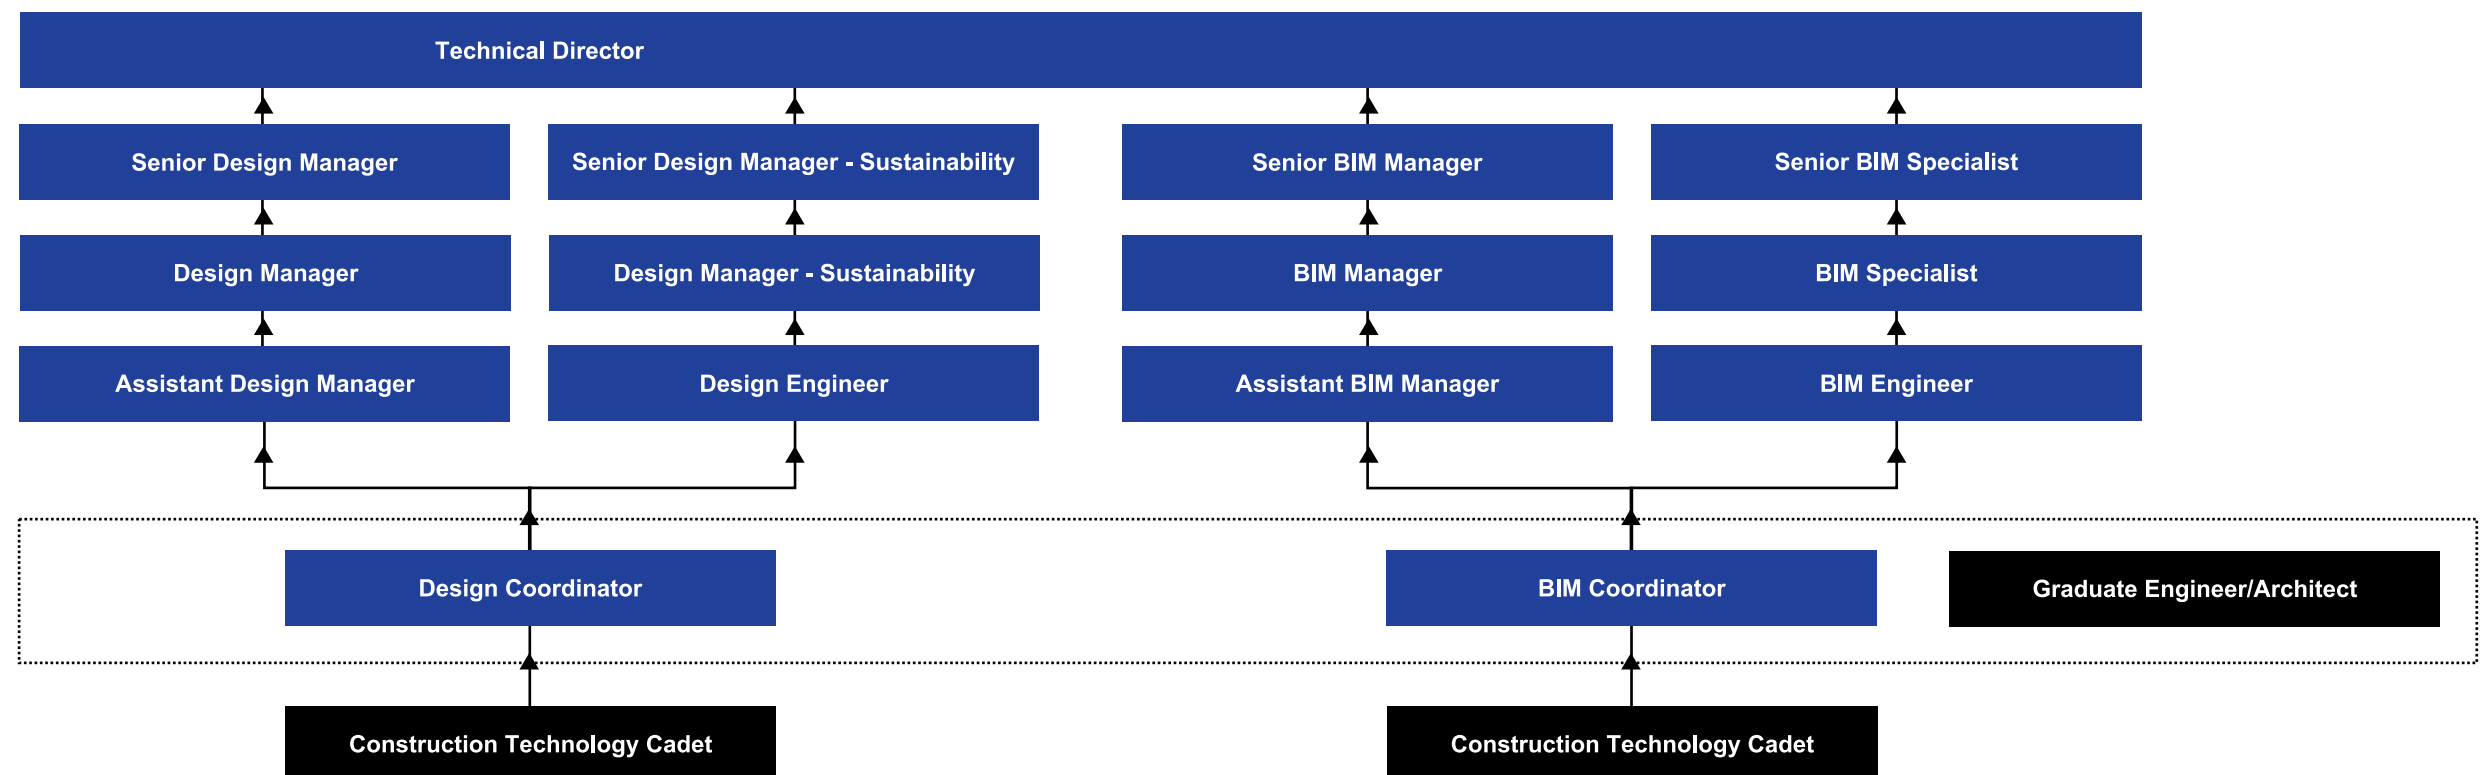 Technical Director
Senior Design Manager
Senior Design Manager - Sustainability
Senior BIM Manager
Senior BIM Specialist
Design Manager
Design Manager - Sustainability
BIM Manager
BIM Specialist
Assistant Design Manager
Design Engineer
Assistant BIM Manager
BIM Engineer
Design Coordinator
BIM Coordinator
Graduate Engineer/Architect
Construction Technology Cadet
Construction Technology Cadet